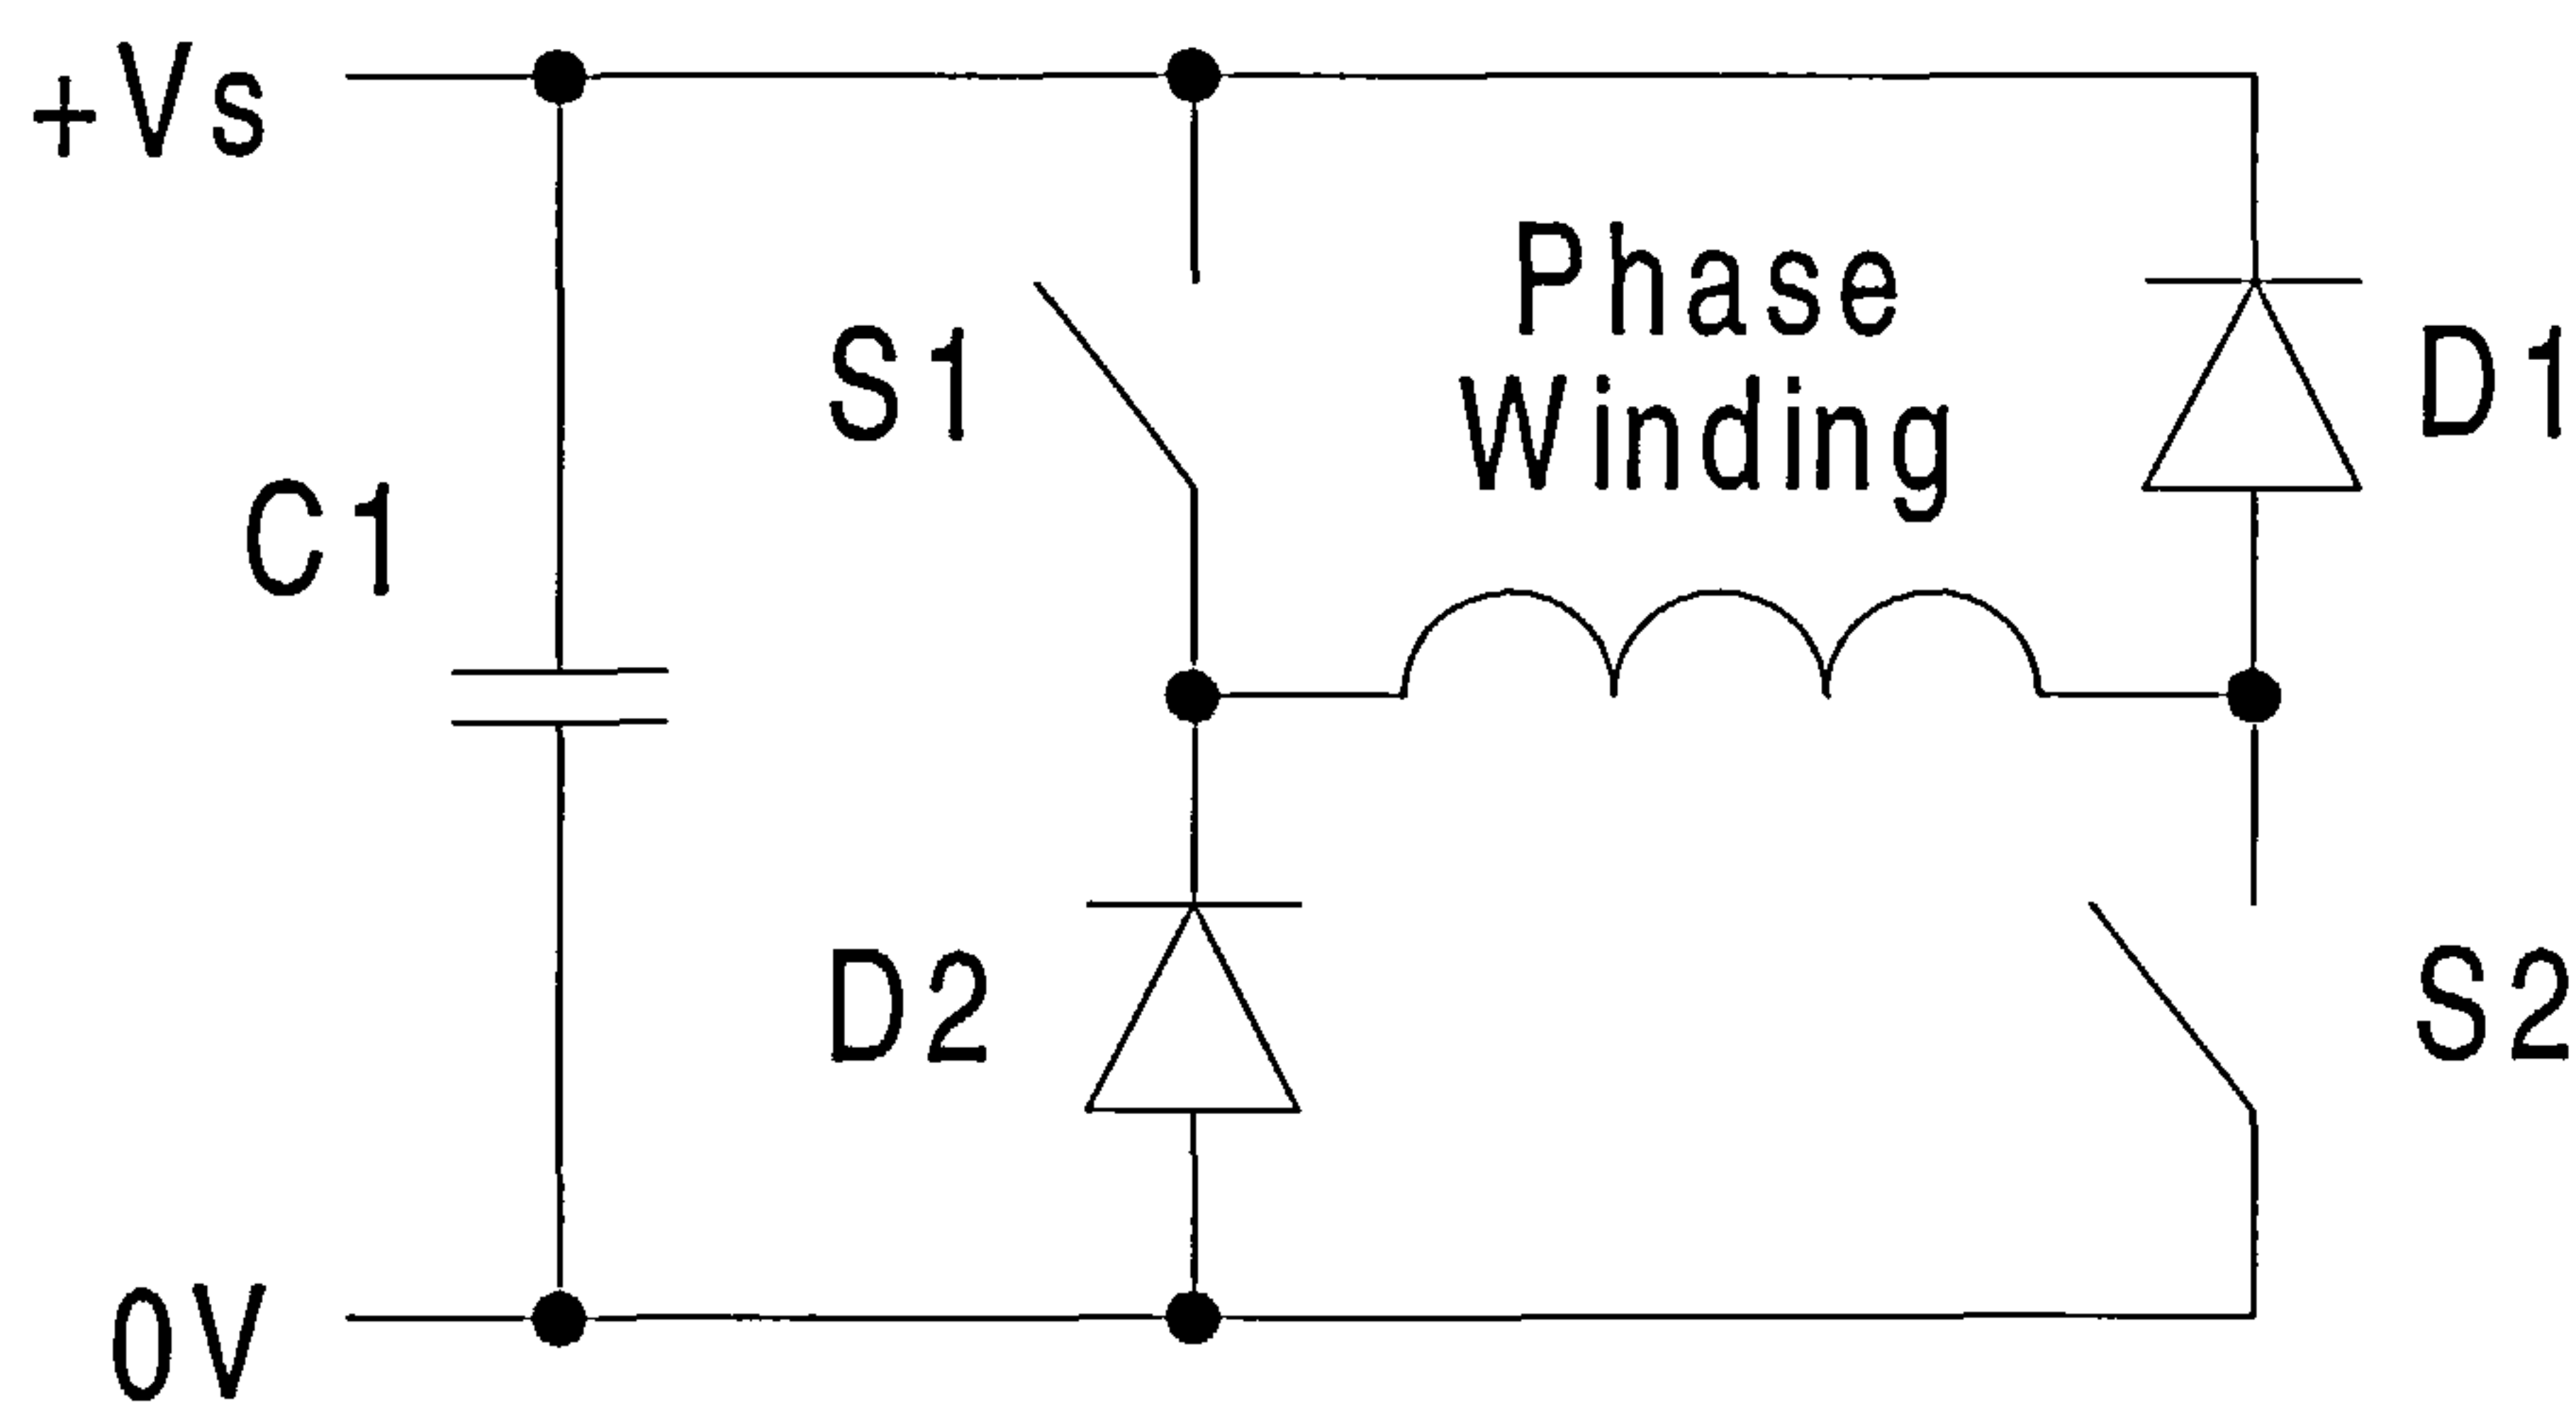 +Vs
Phase
Winding
S1
D1
C1
D2
S2
0V